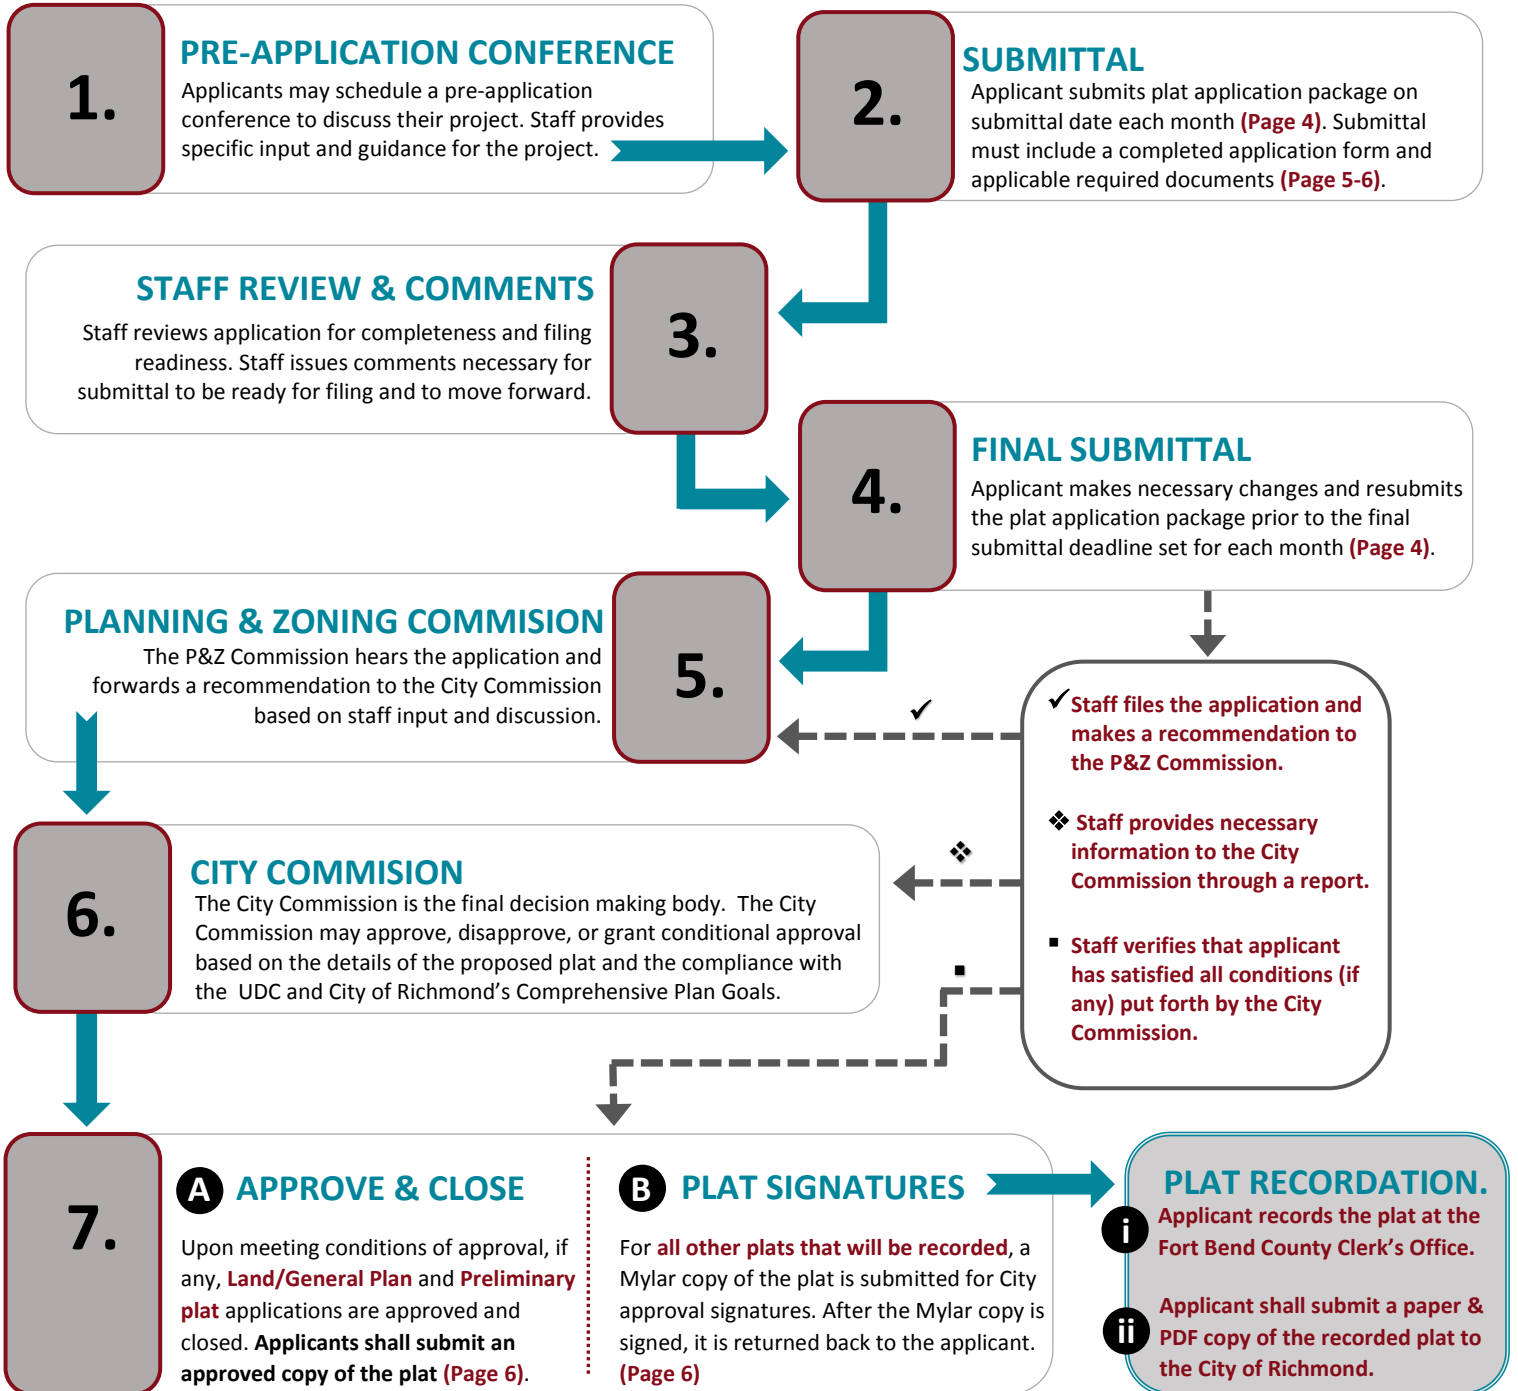 1.
PRE-APPLICATION CONFERENCE
Applicants may schedule a pre-application
conference to discuss their project. Staff provides
specific input and guidance for the project.
2.
SUBMITTAL
Applicant submits plat application package on
submittal date each month (Page 4). Submittal
must include a completed application form and
applicable required documents (Page 5-6).
STAFF REVIEW & COMMENTS
Staff reviews application for completeness and filing
readiness. Staff issues comments necessary for
submittal to be ready for filing and to move forward.
3.
4.
FINAL SUBMITTAL
Applicant makes necessary changes and resubmits
the plat application package prior to the final
submittal deadline set for each month (Page 4).
PLANNING & ZONING COMMISION
The P&Z Commission hears the application and
forwards a recommendation to the City Commission
based on staff input and discussion.
5.
✓
✓Staff files the application and
makes a recommendation to
the P&Z Commission.
❖ Staff provides necessary
information to the City
Commission through a report.
▪ Staff verifies that applicant
has satisfied all conditions (if
any) put forth by the City
Commission.
❖
▪
6.
CITY COMMISION
The City Commission is the final decision making body.  The City
Commission may approve, disapprove, or grant conditional approval
based on the details of the proposed plat and the compliance with
the  UDC and City of Richmond's Comprehensive Plan Goals.
7.
A APPROVE & CLOSE
Upon meeting conditions of approval, if
any, Land/General Plan and Preliminary
plat applications are approved and
closed. Applicants shall submit an
approved copy of the plat (Page 6).
B PLAT SIGNATURES
For all other plats that will be recorded, a
Mylar copy of the plat is submitted for City
approval signatures. After the Mylar copy is
signed, it is returned back to the applicant.
(Page 6)
PLAT RECORDATION.
i Applicant records the plat at the
Fort Bend County Clerk's Office.
ii Applicant shall submit a paper &
PDF copy of the recorded plat to
the City of Richmond.